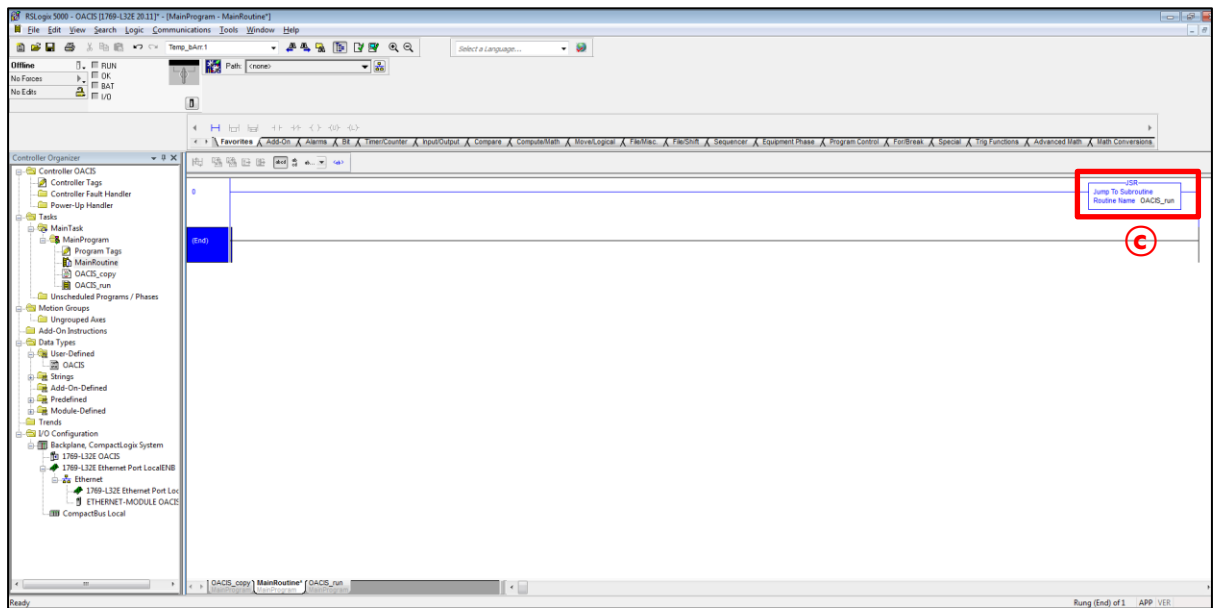 RSLogix 5000 - OACIS [1769-L32E 20.11]* - [MainProgram - MainRoutine*]
File Edit View Search Logic Communications Tools Window Help
Temp_bArr.1
Select a Language...
Offline
RUN
Path: <none>
No Forces
OK
BAT
No Edits
I/O
Favorites Add-On Alarms Bit Timer/Counter Input/Output Compare Compute/Math Move/Logical File/Misc. File/Shift Sequencer Equipment Phase Program Control For/Break Special Trig Functions Advanced Math Math Conversions
Controller Organizer
Controller OACIS
Controller Tags
Controller Fault Handler
Power-Up Handler
Tasks
MainTask
MainProgram
Program Tags
MainRoutine
OACIS_copy
OACIS_run
Unscheduled Programs / Phases
Motion Groups
Ungrouped Axes
Add-On Instructions
Data Types
User-Defined
OACIS
Strings
Add-On-Defined
Predefined
Module-Defined
Trends
I/O Configuration
Backplane, CompactLogix System
1769-L32E OACIS
1769-L32E Ethernet Port LocalENB
Ethernet
1769-L32E Ethernet Port Loc
ETHERNET-MODULE OACIS
CompactBus Local
0
JSR
Jump To Subroutine
Routine Name OACIS_run
ⓒ
(End)
OACIS_copy MainRoutine* OACIS_run
MainProgram MainProgram MainProgram
Ready
Rung (End) of 1 APP VER